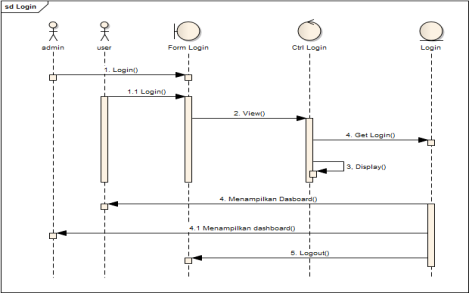 sd Login
admin
user
Form Login
Ctrl Login
Login
1. Login()
1.1 Login()
2. View()
4. Get Login()
3, Display()
4. Menampilkan Dasboard()
4.1 Menampilkan dashboard()
5. Logout()